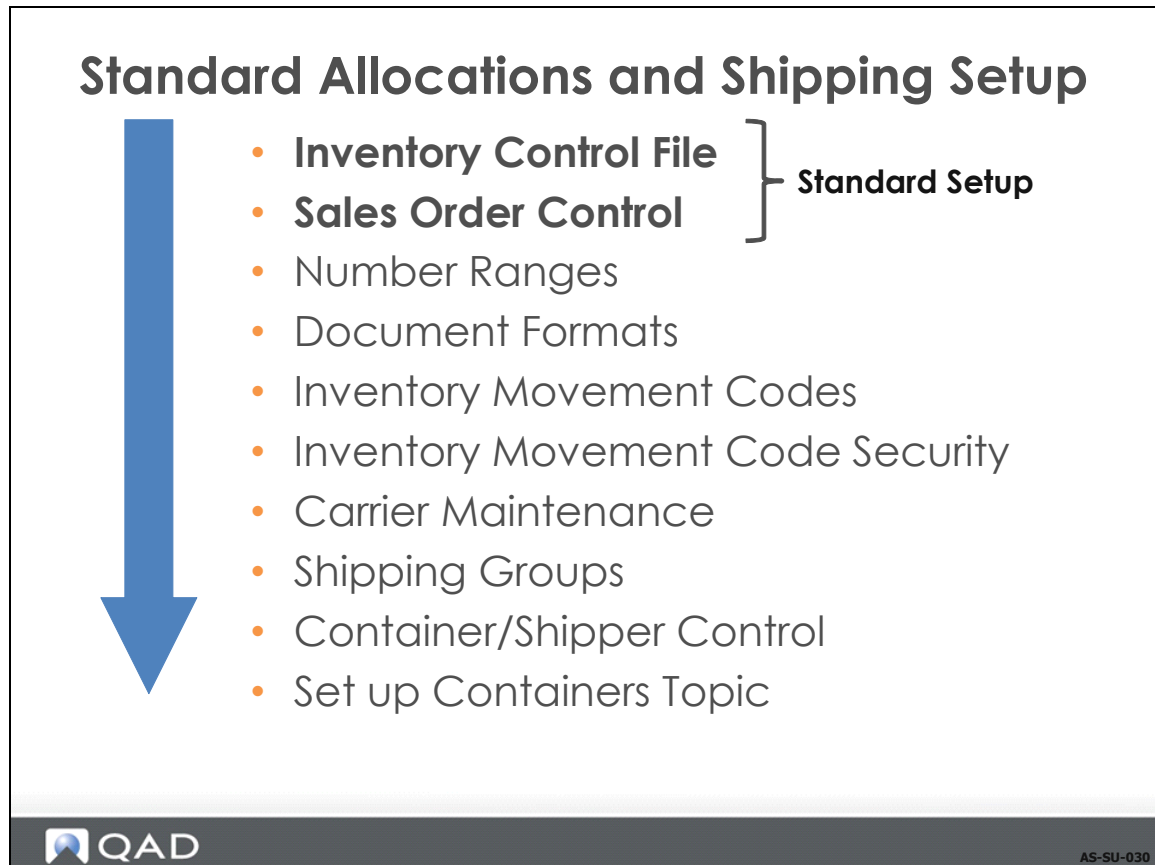 Standard Allocations and Shipping Setup
• Inventory Control File
• Sales Order Control
Standard Setup
• Number Ranges
• Document Formats
• Inventory Movement Codes
• Inventory Movement Code Security
• Carrier Maintenance
• Shipping Groups
• Container/Shipper Control
• Set up Containers Topic
QAD
AS-SU-030